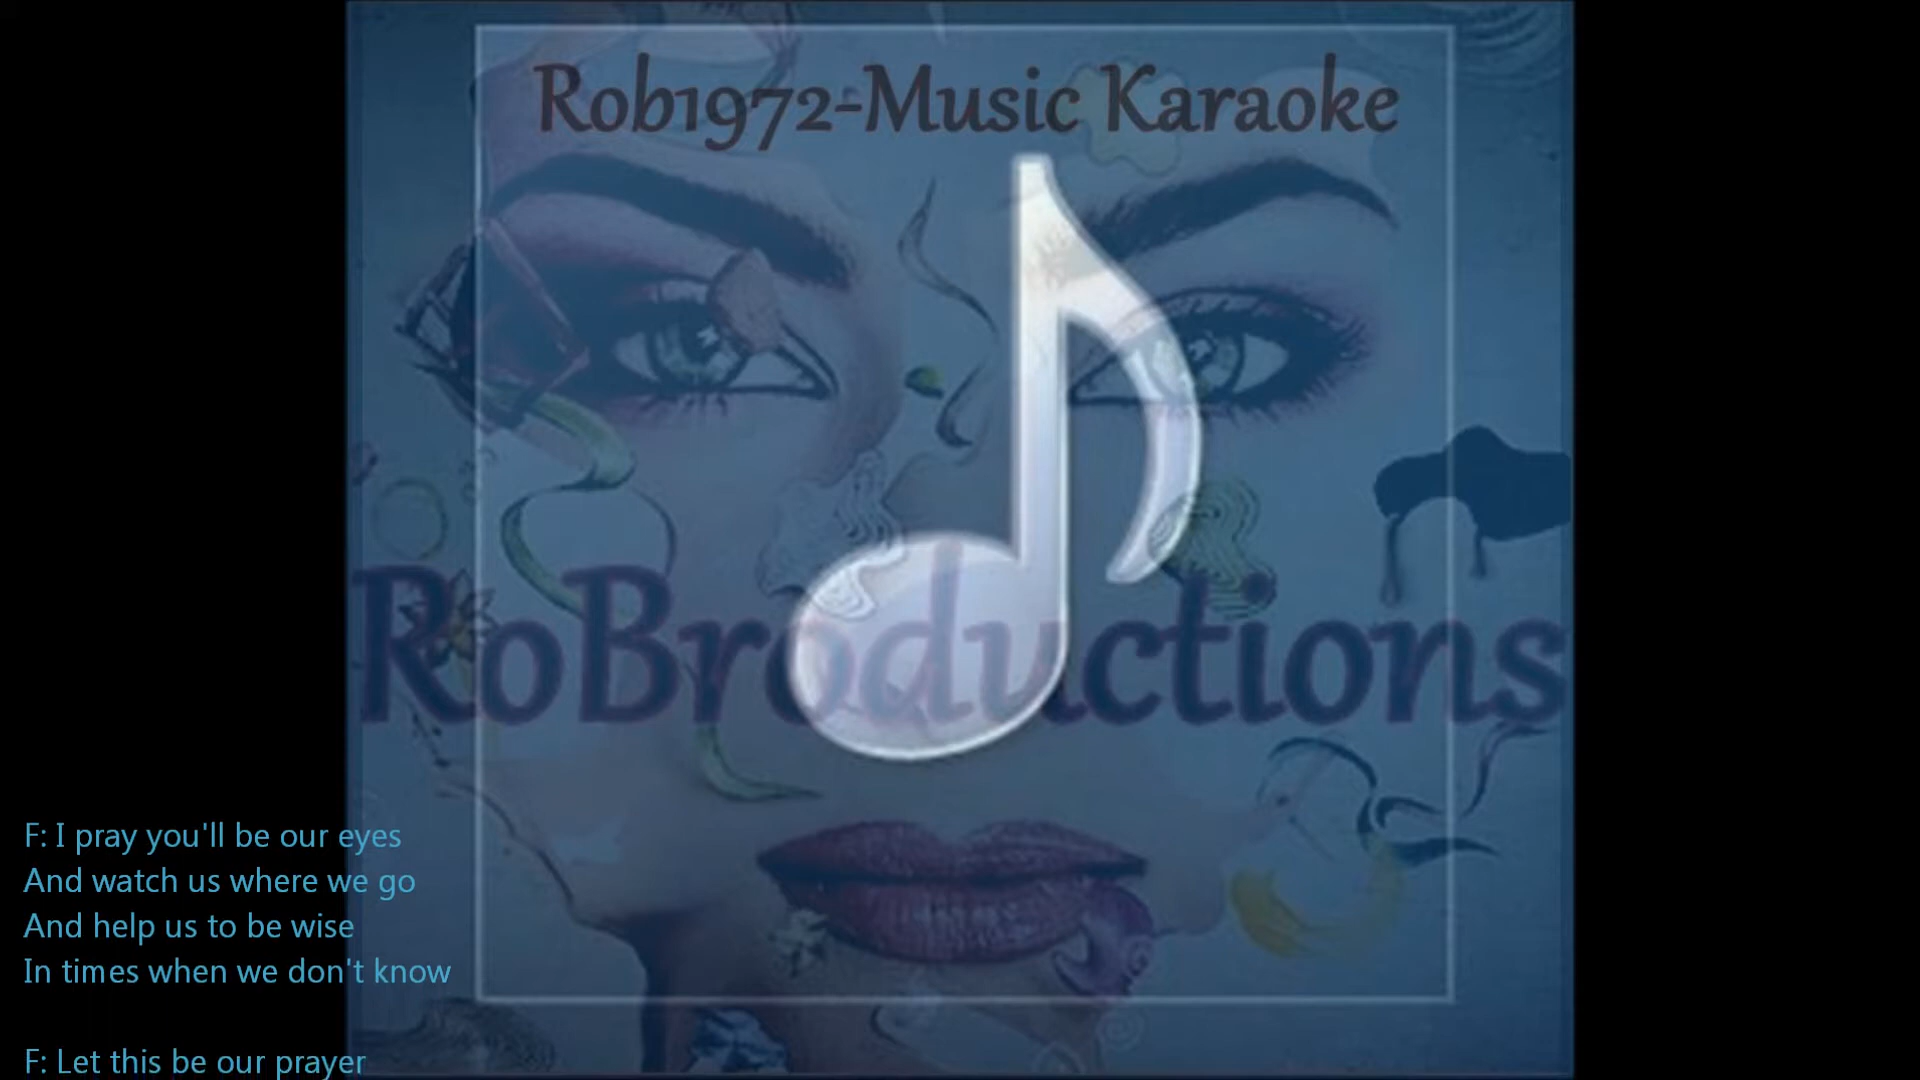 Rob1972-Music Karaoke
RoBroductions
F: I pray you'll be our eyes
And watch us where we go
And help us to be wise
In times when we don't know
F: Let this be our prayer